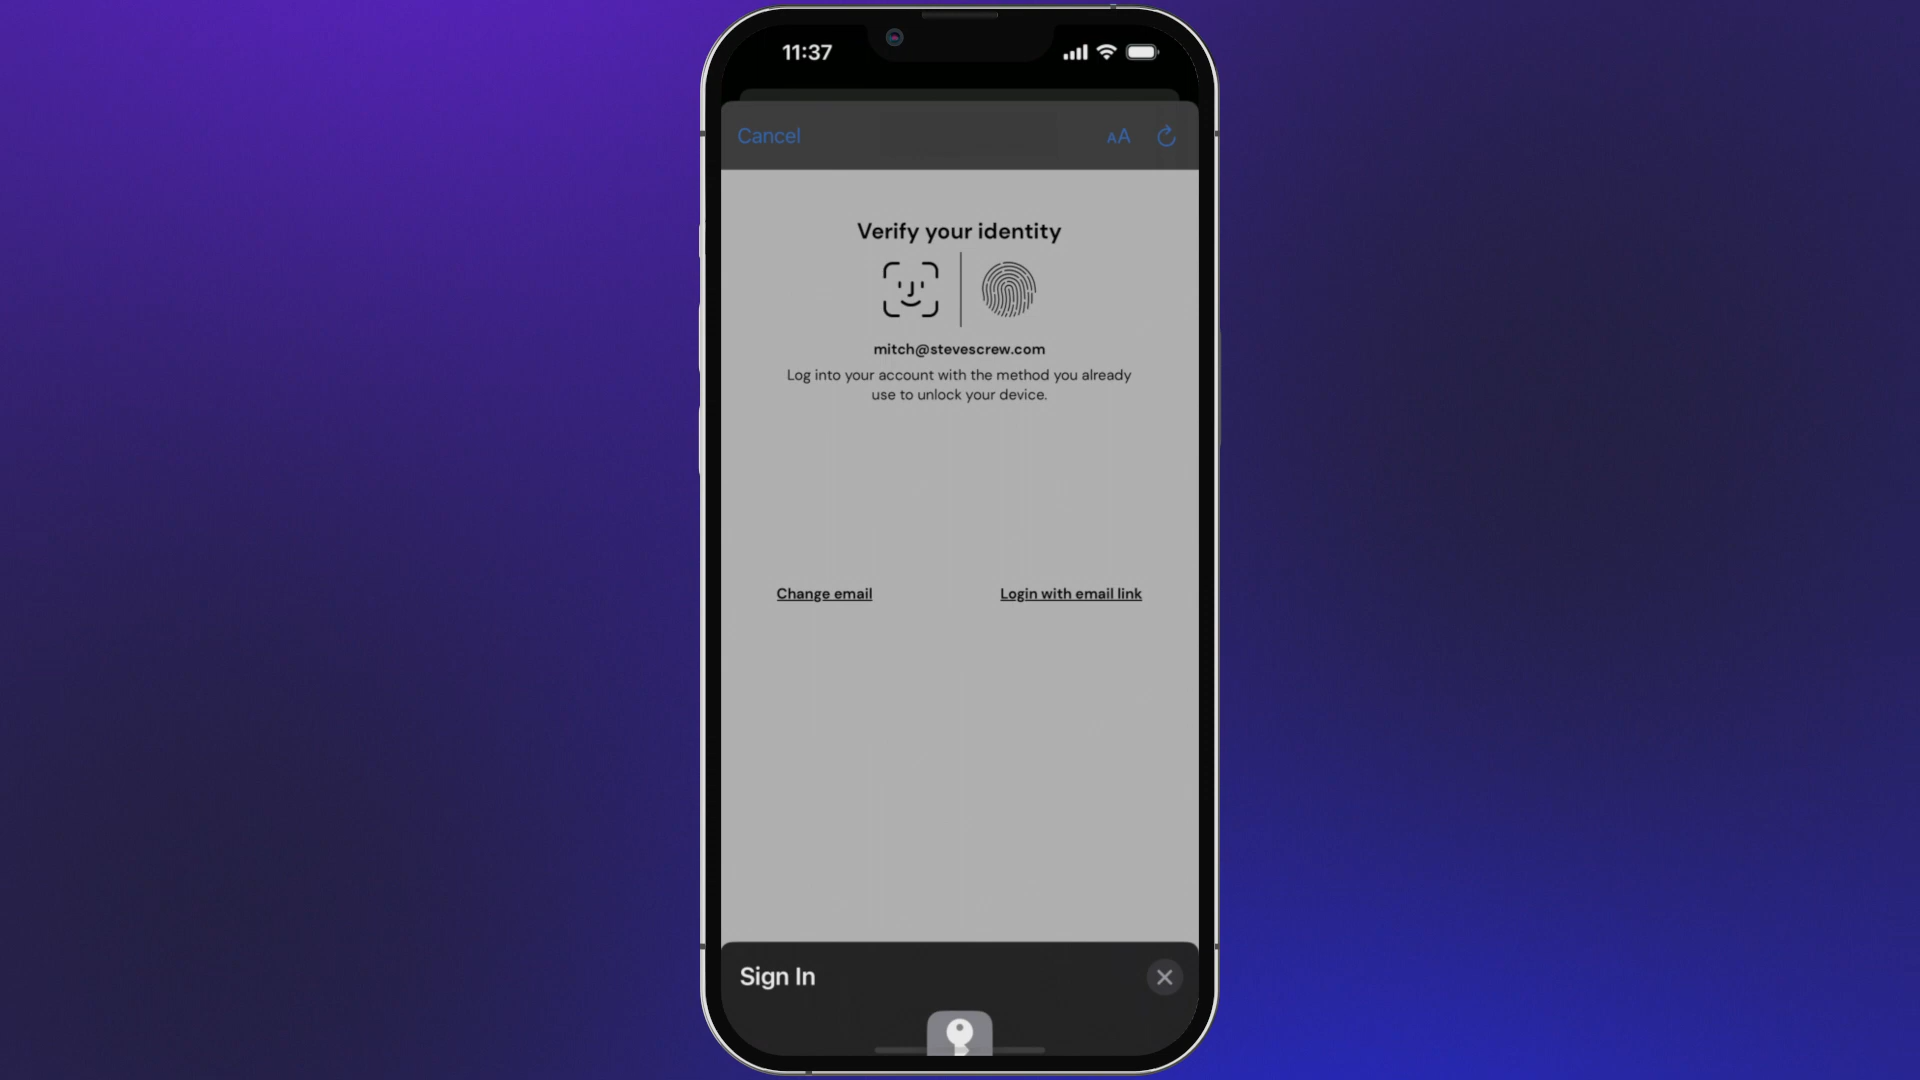 11:37
Cancel
AA
Verify your identity
mitch@stevescrew.com
Log into your account with the method you already
use to unlock your device.
Change email
Login with email link
Sign In